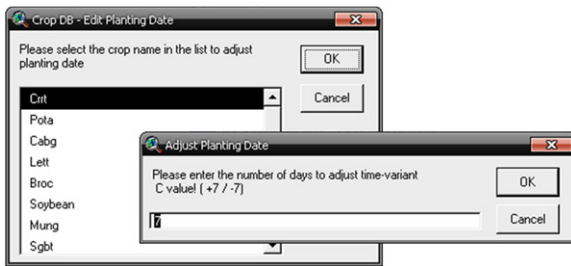 Crop DB - Edit Planting Date
Please select the crop name in the list to adjust
planting date
OK
Cancel
Crrt
Pota
Cabg
Lett
Broc
Soybean
Mung
Sgbt
Adjust Planting Date
Please enter the number of days to adjust time-variant
C value! ( +7 / -7)
OK
Cancel
7